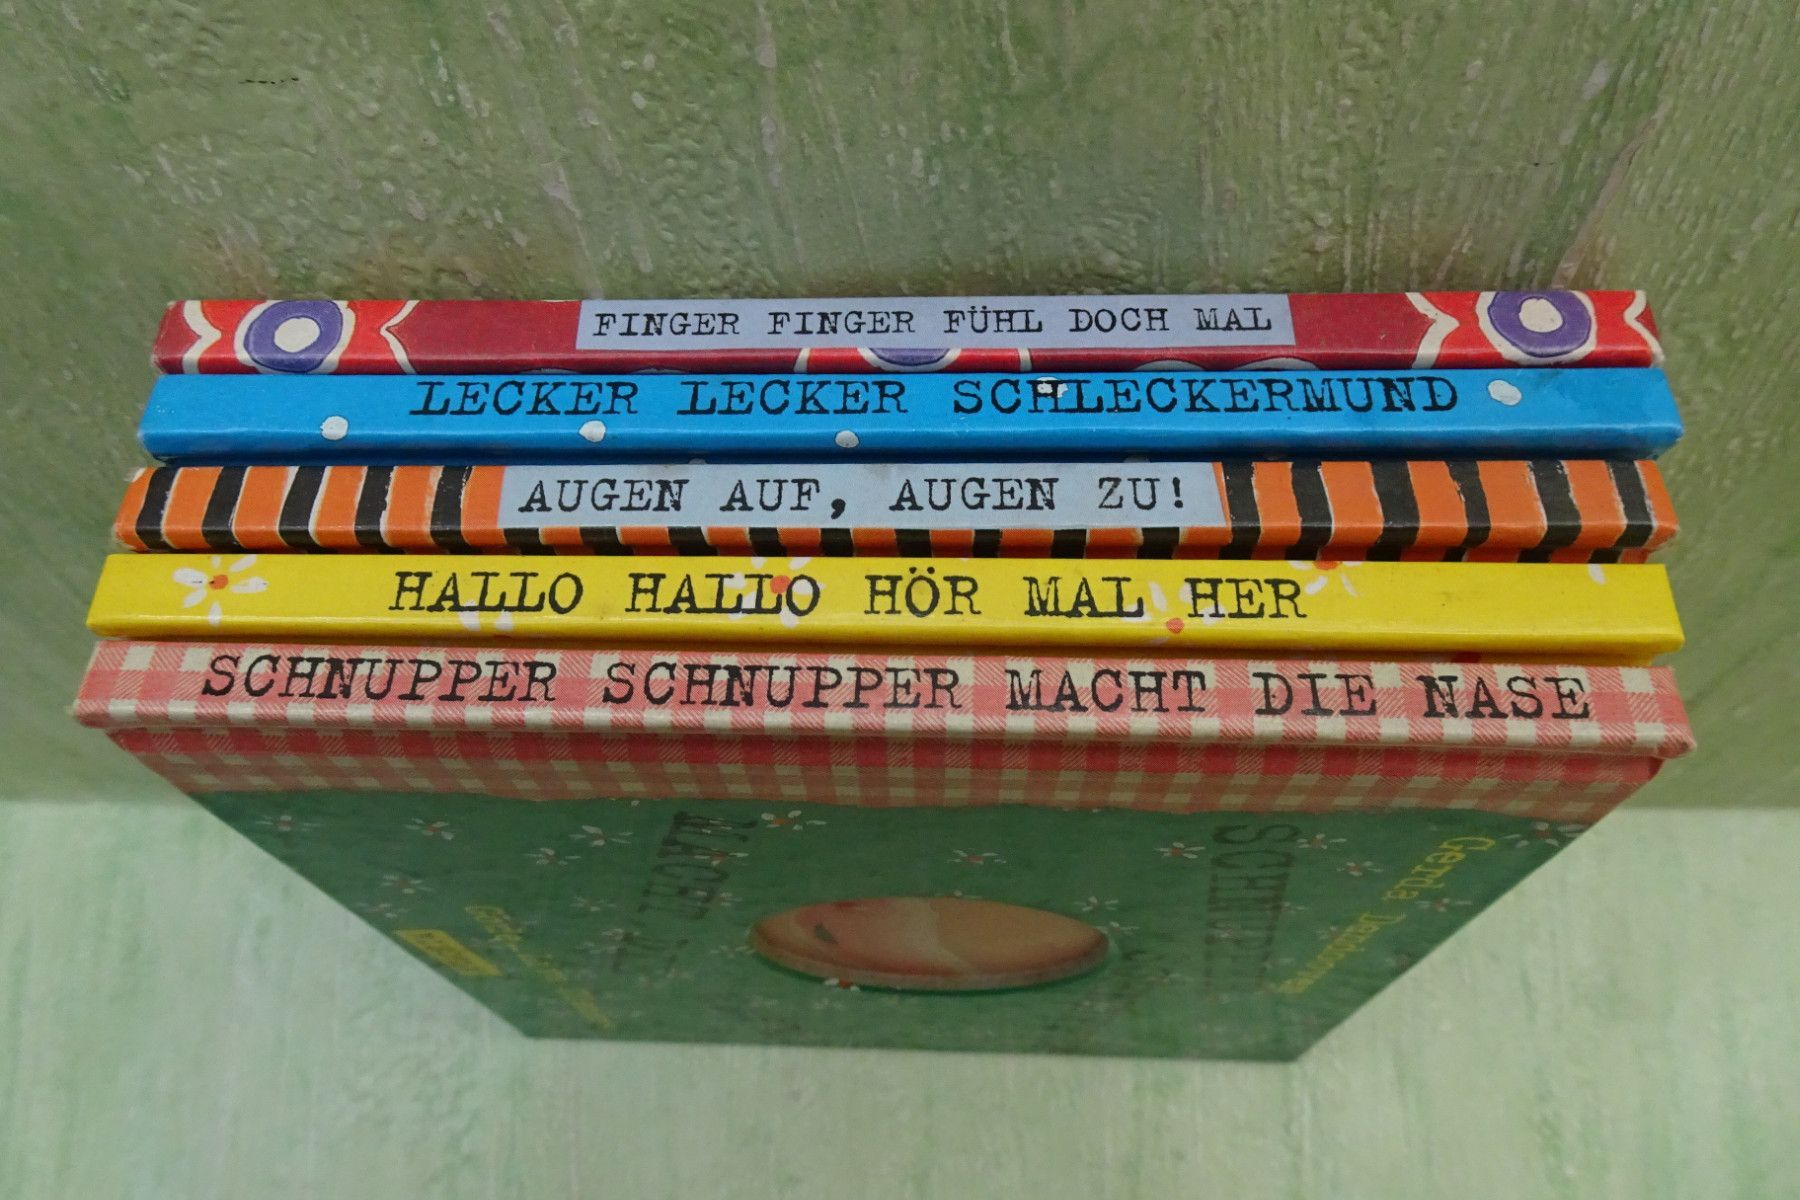 FINGER FINGER FÜHL DOCH MAL
LECKER LECKER SCHLECKERMUND
AUGEN AUF, AUGEN ZU!
HALLO HALLO HÖR MAL HER
SCHNUPPER SCHNUPPER MACHT DIE NASE
Gerda